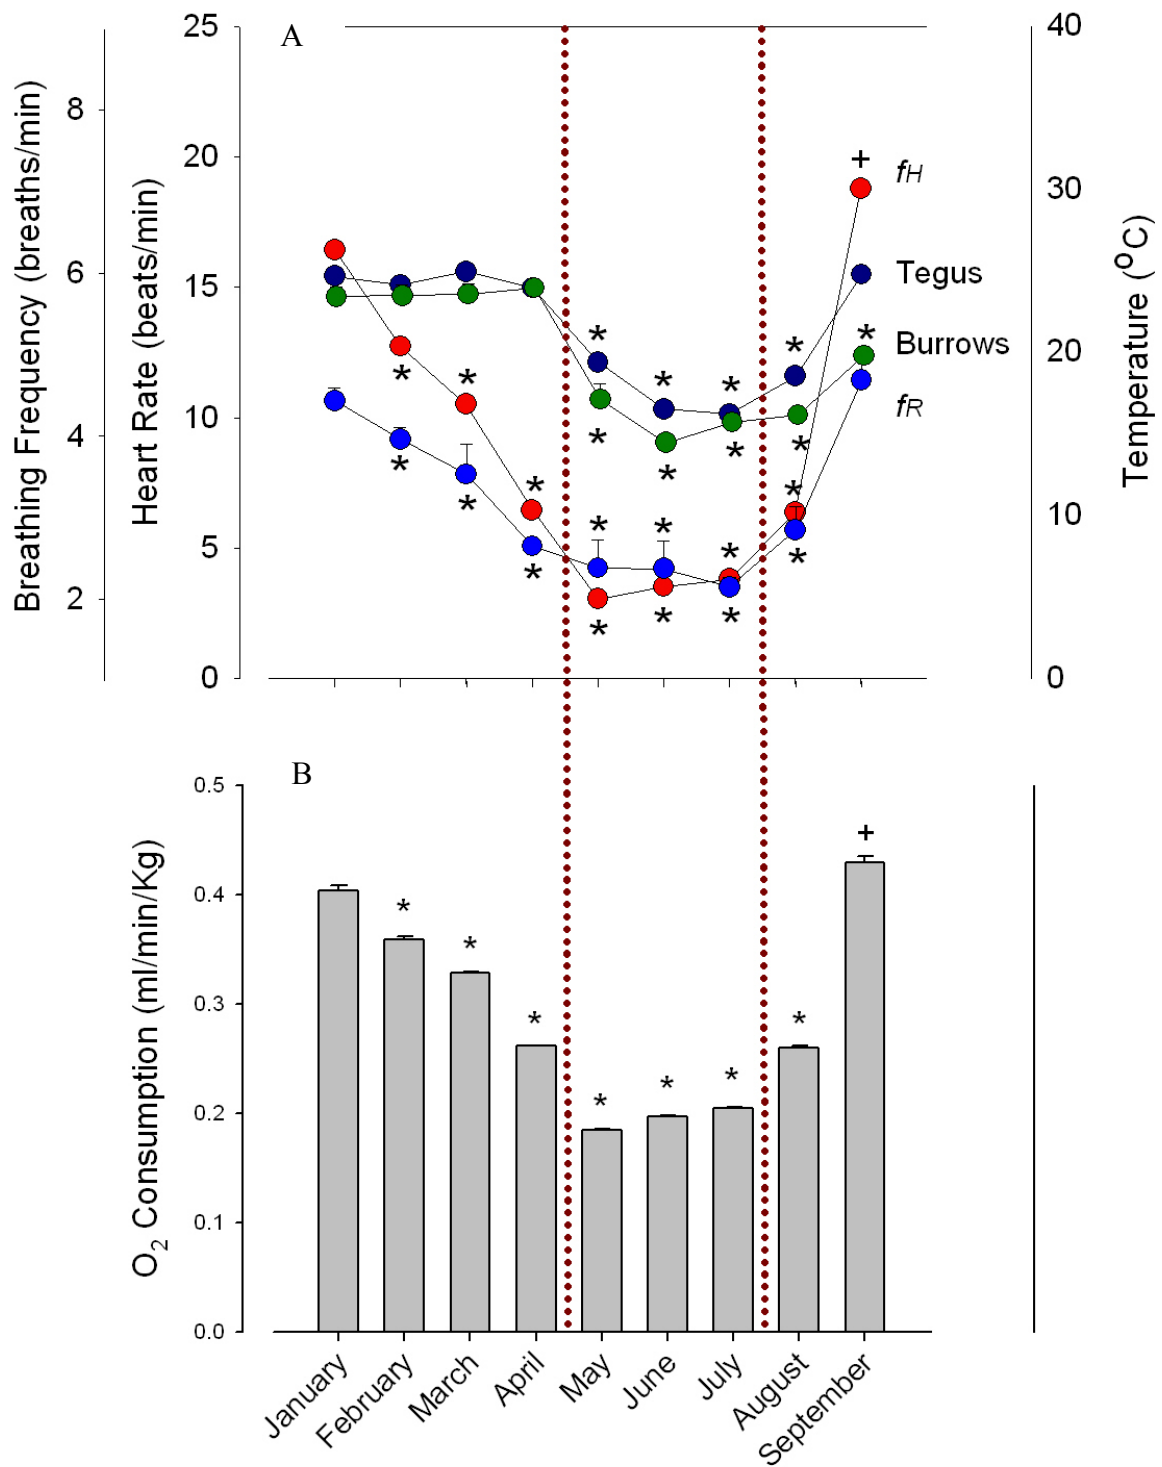 A
25
20
15
10
5
0
8
6
4
2
40
30
20
10
0
Breathing Frequency (breaths/min)
Heart Rate (beats/min)
Temperature (⁰C)
+
fH
Tegus
Burrows
fR
* * * * * * * * * * * * * * * * * * * * * *
B
0.5
0.4
0.3
0.2
0.1
0.0
O₂ Consumption (ml/min/Kg)
* * * * * * * +
January
February
March
April
May
June
July
August
September